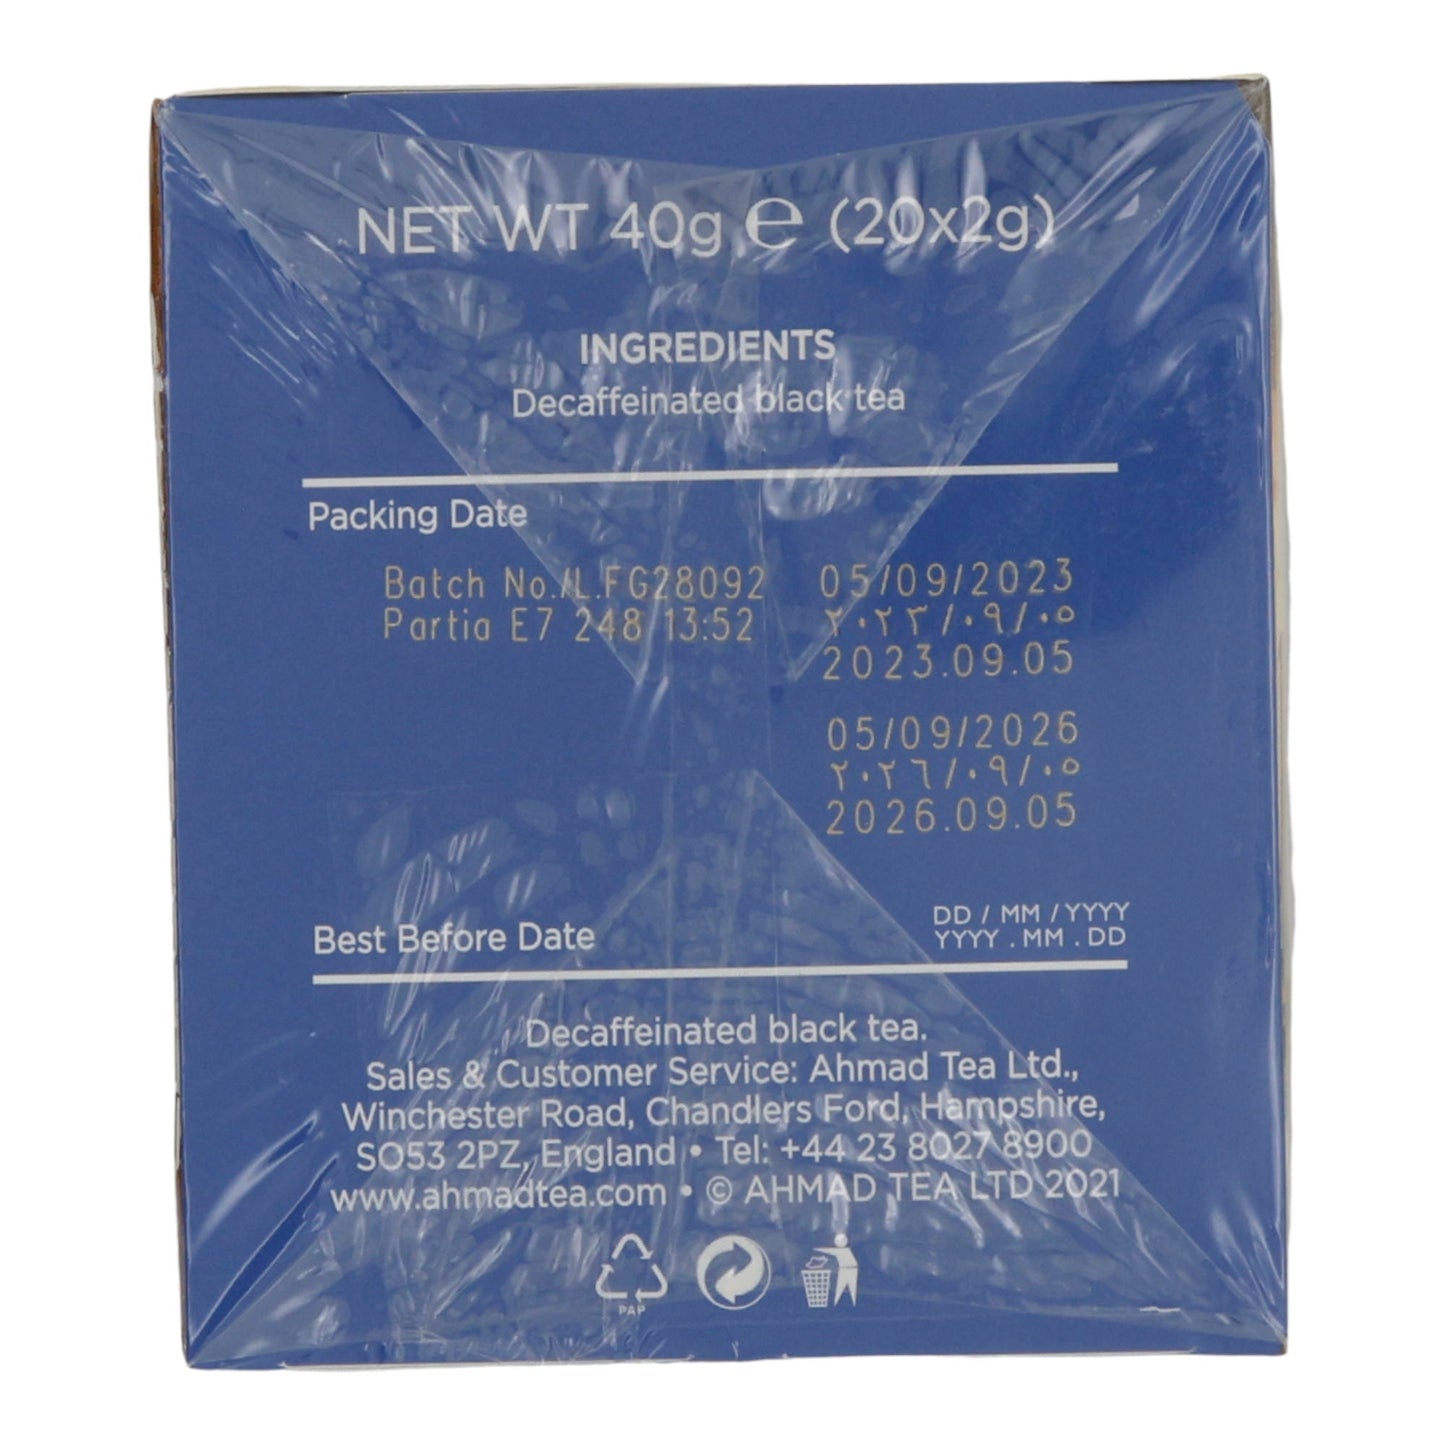 NET WT 40g ℮ (20x2g)
INGREDIENTS
Decaffeinated black tea
Packing Date
Batch No./L.FG28092 05/09/2023
Partia E7 248 13:52 ٢٠٢٣/٠٩/٠٥
2023.09.05
05/09/2026
٢٠٢٦/٠٩/٠٥
2026.09.05
DD / MM / YYYY
Best Before Date YYYY . MM . DD
Decaffeinated black tea.
Sales & Customer Service: Ahmad Tea Ltd.,
Winchester Road, Chandlers Ford, Hampshire,
SO53 2PZ, England • Tel: +44 23 8027 8900
www.ahmadtea.com • © AHMAD TEA LTD 2021
PAP